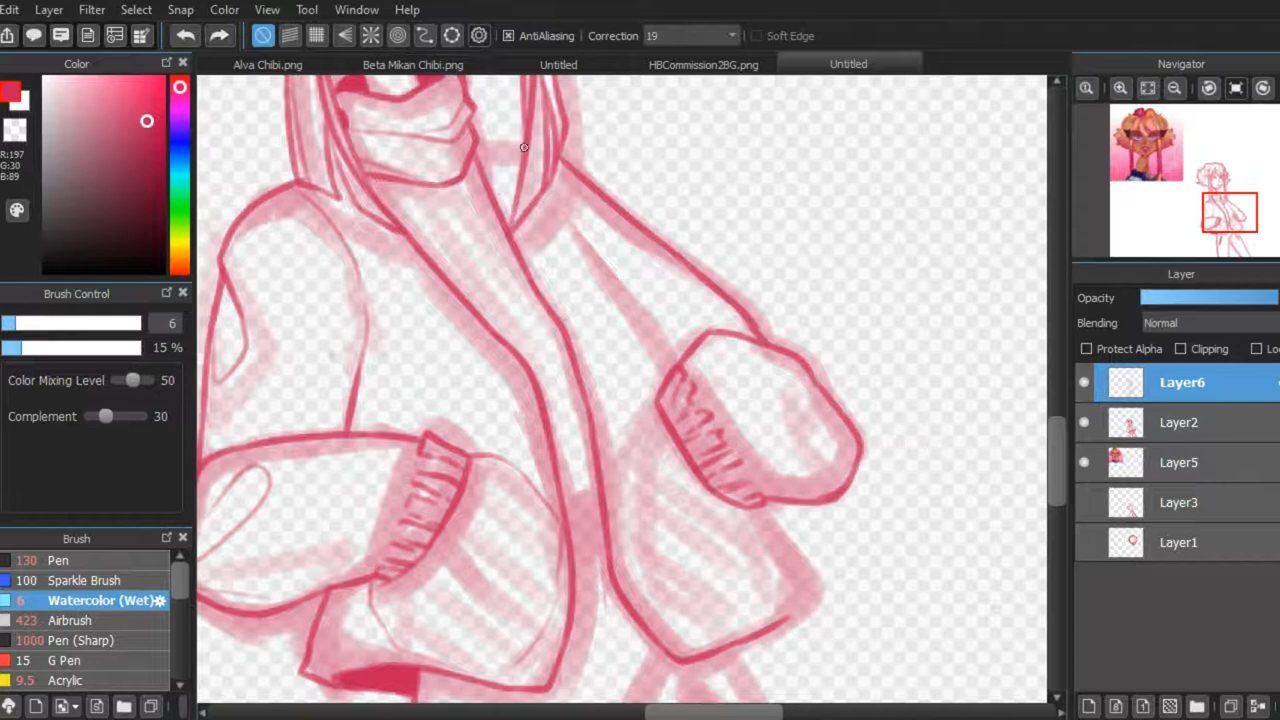 Edit Layer Filter Select Snap Color View Tool Window Help
AntiAliasing Correction 19 Soft Edge
Color
Alva Chibi.png Beta Mikan Chibi.png Untitled HBCommission2BG.png Untitled
Navigator
R:197
G:30
B:89
Brush Control
6
15 %
Color Mixing Level 50
Complement 30
Brush
130 Pen
100 Sparkle Brush
6 Watercolor (Wet)
423 Airbrush
1000 Pen (Sharp)
15 G Pen
9.5 Acrylic
Layer
Opacity
Blending Normal
Protect Alpha Clipping Lo
Layer6
Layer2
Layer5
Layer3
Layer1